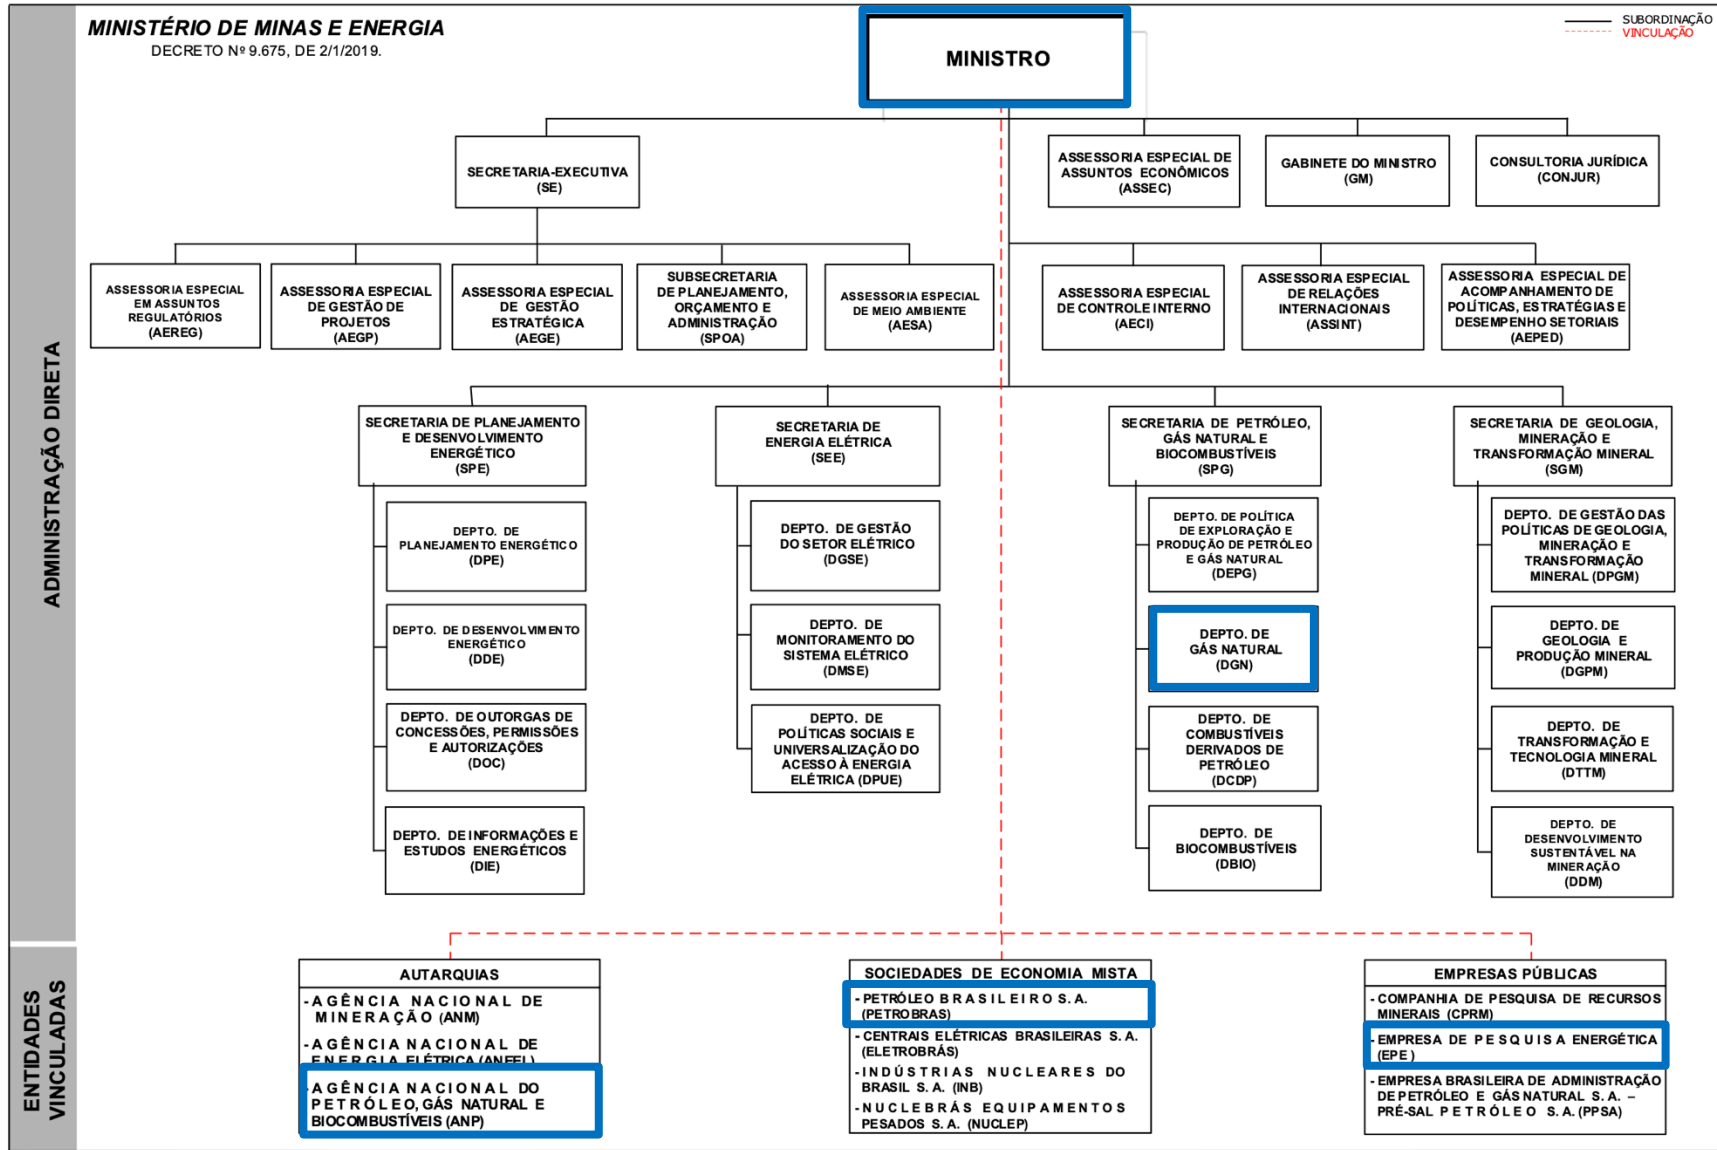 MINISTÉRIO DE MINAS E ENERGIA
DECRETO Nº 9.675, DE 2/1/2019.
SUBORDINAÇÃO
VINCULAÇÃO
MINISTRO
SECRETARIA-EXECUTIVA
(SE)
ASSESSORIA ESPECIAL DE
ASSUNTOS ECONÔMICOS
(ASSEC)
GABINETE DO MINISTRO
(GM)
CONSULTORIA JURÍDICA
(CONJUR)
ASSESSORIA ESPECIAL
EM ASSUNTOS
REGULATÓRIOS
(AEREG)
ASSESSORIA ESPECIAL
DE GESTÃO DE
PROJETOS
(AEGP)
ASSESSORIA ESPECIAL
DE GESTÃO
ESTRATÉGICA
(AEGE)
SUBSECRETARIA
DE PLANEJAMENTO,
ORÇAMENTO E
ADMINISTRAÇÃO
(SPOA)
ASSESSORIA ESPECIAL
DE MEIO AMBIENTE
(AESA)
ASSESSORIA ESPECIAL
DE CONTROLE INTERNO
(AECI)
ASSESSORIA ESPECIAL
DE RELAÇÕES
INTERNACIONAIS
(ASSINT)
ASSESSORIA ESPECIAL DE
ACOMPANHAMENTO DE
POLÍTICAS, ESTRATÉGIAS E
DESEMPENHO SETORIAIS
(AEPED)
ADMINISTRAÇÃO DIRETA
SECRETARIA DE PLANEJAMENTO
E DESENVOLVIMENTO
ENERGÉTICO
(SPE)
DEPTO. DE
PLANEJAMENTO ENERGÉTICO
(DPE)
DEPTO. DE DESENVOLVIMENTO
ENERGÉTICO
(DDE)
DEPTO. DE OUTORGAS DE
CONCESSÕES, PERMISSÕES
E AUTORIZAÇÕES
(DOC)
DEPTO. DE INFORMAÇÕES E
ESTUDOS ENERGÉTICOS
(DIE)
SECRETARIA DE
ENERGIA ELÉTRICA
(SEE)
DEPTO. DE GESTÃO
DO SETOR ELÉTRICO
(DGSE)
DEPTO. DE
MONITORAMENTO DO
SISTEMA ELÉTRICO
(DMSE)
DEPTO. DE
POLÍTICAS SOCIAIS E
UNIVERSALIZAÇÃO DO
ACESSO À ENERGIA
ELÉTRICA (DPUE)
SECRETARIA DE PETRÓLEO,
GÁS NATURAL E
BIOCOMBUSTÍVEIS
(SPG)
DEPTO. DE POLÍTICA
DE EXPLORAÇÃO E
PRODUÇÃO DE PETRÓLEO
E GÁS NATURAL
(DEPG)
DEPTO. DE
GÁS NATURAL
(DGN)
DEPTO. DE
COMBUSTÍVEIS
DERIVADOS DE
PETRÓLEO
(DCDP)
DEPTO. DE
BIOCOMBUSTÍVEIS
(DBIO)
SECRETARIA DE GEOLOGIA,
MINERAÇÃO E
TRANSFORMAÇÃO MINERAL
(SGM)
DEPTO. DE GESTÃO DAS
POLÍTICAS DE GEOLOGIA,
MINERAÇÃO E
TRANSFORMAÇÃO
MINERAL (DPGM)
DEPTO. DE
GEOLOGIA E
PRODUÇÃO MINERAL
(DGPM)
DEPTO. DE
TRANSFORMAÇÃO E
TECNOLOGIA MINERAL
(DTTM)
DEPTO. DE
DESENVOLVIMENTO
SUSTENTÁVEL NA
MINERAÇÃO
(DDM)
ENTIDADES
VINCULADAS
AUTARQUIAS
- AGÊNCIA NACIONAL DE
MINERAÇÃO (ANM)
- AGÊNCIA NACIONAL DE
ENERGIA ELÉTRICA (ANEEL)
- AGÊNCIA NACIONAL DO
PETRÓLEO, GÁS NATURAL E
BIOCOMBUSTÍVEIS (ANP)
SOCIEDADES DE ECONOMIA MISTA
- PETRÓLEO BRASILEIRO S.A.
(PETROBRAS)
- CENTRAIS ELÉTRICAS BRASILEIRAS S.A.
(ELETROBRÁS)
- INDÚSTRIAS NUCLEARES DO
BRASIL S.A. (INB)
- NUCLEBRÁS EQUIPAMENTOS
PESADOS S.A. (NUCLEP)
EMPRESAS PÚBLICAS
- COMPANHIA DE PESQUISA DE RECURSOS
MINERAIS (CPRM)
- EMPRESA DE PESQUISA ENERGÉTICA
(EPE)
- EMPRESA BRASILEIRA DE ADMINISTRAÇÃO
DE PETRÓLEO E GÁS NATURAL S.A. –
PRÉ-SAL PETRÓLEO S.A. (PPSA)